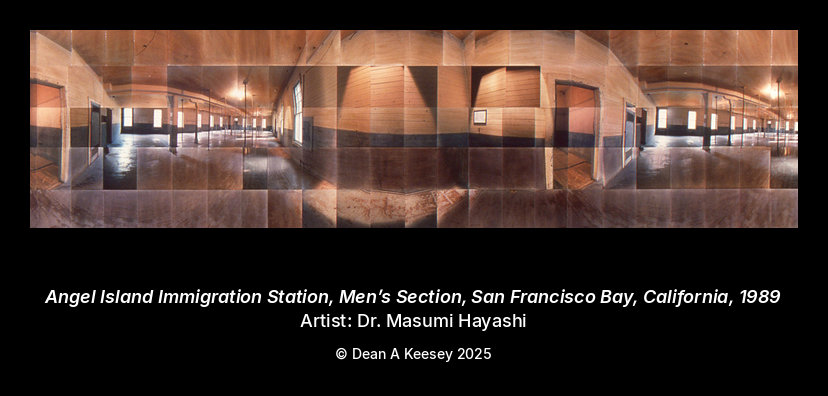 Angel Island Immigration Station, Men’s Section, San Francisco Bay, California, 1989
Artist: Dr. Masumi Hayashi
© Dean A Keesey 2025